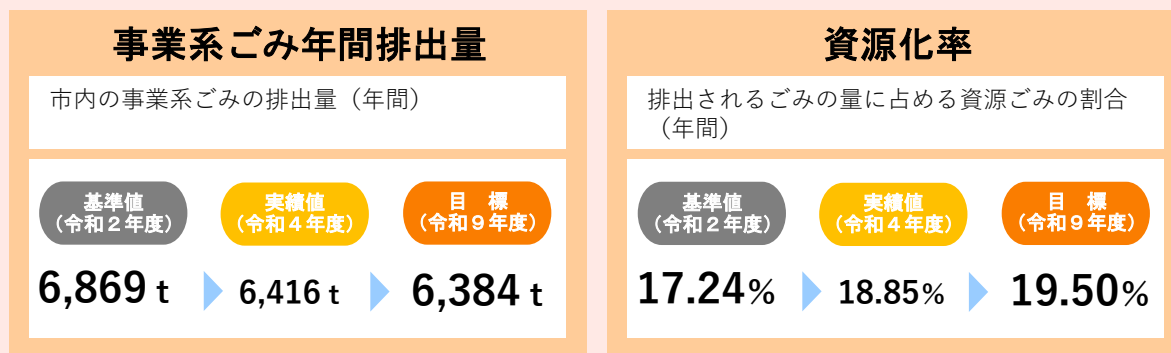 事業系ごみ年間排出量
市内の事業系ごみの排出量（年間）
基準値
（令和２年度）
実績値
（令和４年度）
目　標
（令和９年度）
6,869 t
6,416 t
6,384 t
資源化率
排出されるごみの量に占める資源ごみの割合
（年間）
基準値
（令和２年度）
実績値
（令和４年度）
目　標
（令和９年度）
17.24%
18.85%
19.50%